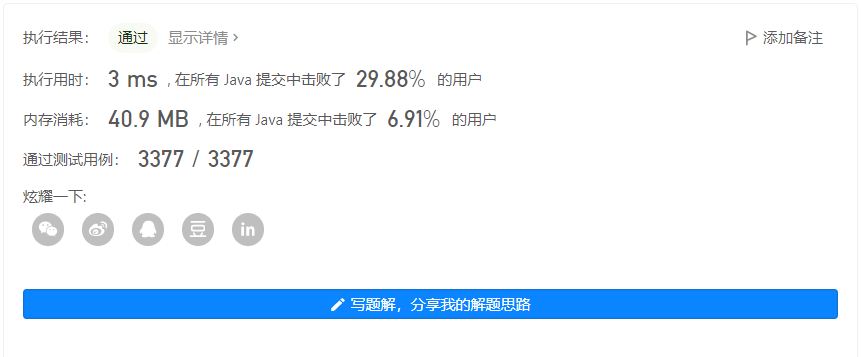 执行结果： 通过 显示详情 › 添加备注
执行用时： 3 ms , 在所有 Java 提交中击败了 29.88% 的用户
内存消耗： 40.9 MB , 在所有 Java 提交中击败了 6.91% 的用户
通过测试用例： 3377 / 3377
炫耀一下:
豆 in
写题解，分享我的解题思路